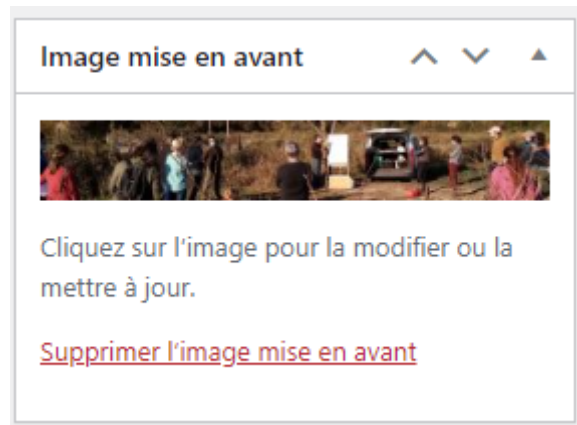 Image mise en avant
Cliquez sur l'image pour la modifier ou la
mettre à jour.
Supprimer l'image mise en avant